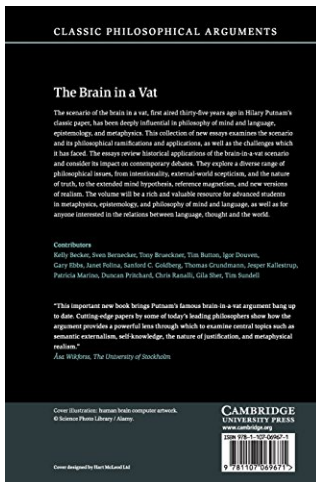 CLASSIC PHILOSOPHICAL ARGUMENTS
The Brain in a Vat
The scenario of the brain in a vat, first aired thirty-five years ago in Hilary Putnam's
classic paper, has been deeply influential in philosophy of mind and language,
epistemology, and metaphysics. This collection of new essays examines the scenario
and its philosophical ramifications and applications, as well as the challenges which
it has faced. The essays review historical applications of the brain-in-a-vat scenario
and consider its impact on contemporary debates. They explore a diverse range of
philosophical issues, from intentionality, external-world scepticism, and the nature
of truth, to the extended mind hypothesis, reference magnetism, and new versions of
realism. The volume will be a rich and valuable resource for advanced students
in metaphysics, epistemology, and philosophy of mind and language, as well as for
anyone interested in the relations between language, thought and the world.
Contributors
Kelly Becker, Sven Bernecker, Tony Brueckner, Tim Button, Igor Douven,
Gary Ebbs, Janet Folina, Sanford C. Goldberg, Thomas Grundmann, Jesper Kallestrup,
Patricia Marino, Duncan Pritchard, Chris Ranalli, Gila Sher, Tim Sundell
"This important new book brings Putnam's famous brain-in-a-vat argument bang up
to date. Cutting-edge papers by some of today's leading philosophers show how the
argument provides a powerful lens through which to examine central topics such as
semantic externalism, self-knowledge, the nature of justification, and metaphysical
realism."
Åsa Wikforss, The University of Stockholm
Cover illustration: human brain computer artwork.
© Science Photo Library / Alamy.
Cover designed by Hart McLeod Ltd
CAMBRIDGE
UNIVERSITY PRESS
www.cambridge.org
ISBN 978-1-107-06967-1
9 781107 069671 >